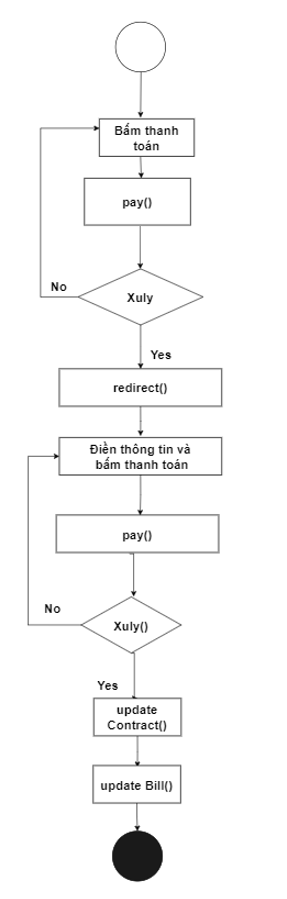 Bấm thanh
toán
pay()
Xuly
No
Yes
redirect()
Điền thông tin và
bấm thanh toán
pay()
Xuly()
No
Yes
update
Contract()
update Bill()